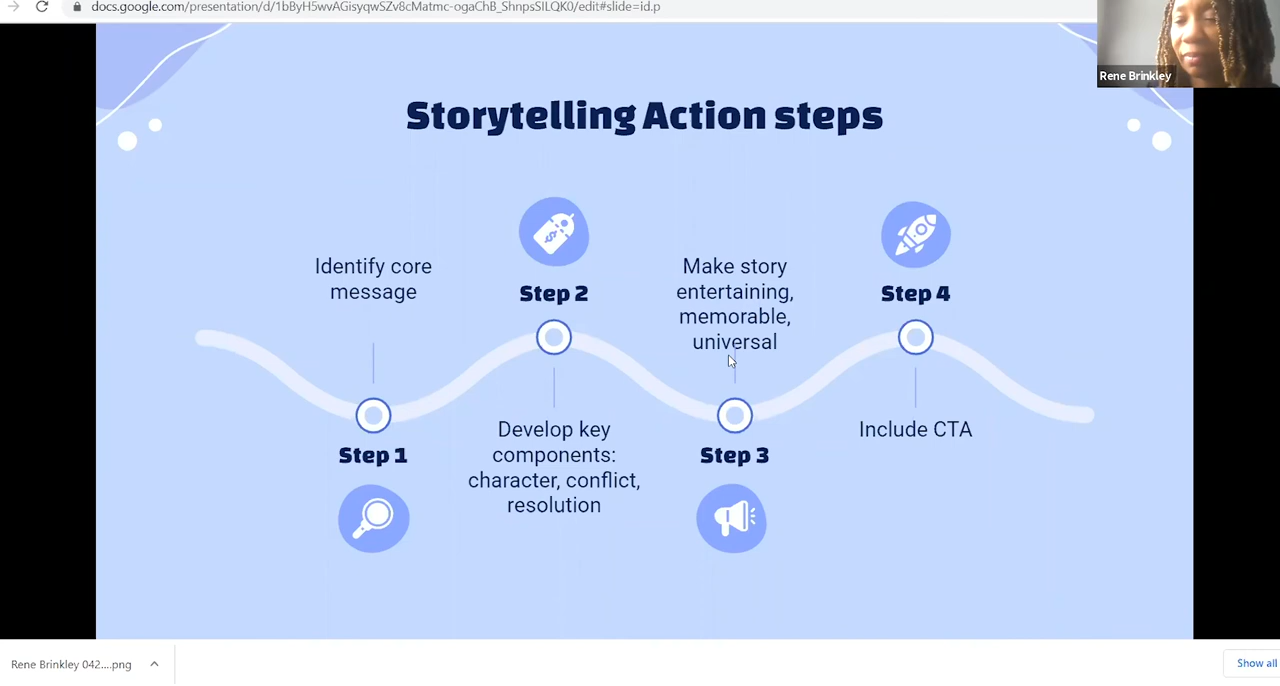 docs.google.com/presentation/d/1bByH5wvAGisyqwSZv8cMatmc-ogaChB_ShnpsSILQK0/edit#slide=id.p
Rene Brinkley
Storytelling Action steps
Identify core
message
Step 1
Step 2
Develop key
components:
character, conflict,
resolution
Make story
entertaining,
memorable,
universal
Step 3
Step 4
Include CTA
Rene Brinkley 042....png
Show all